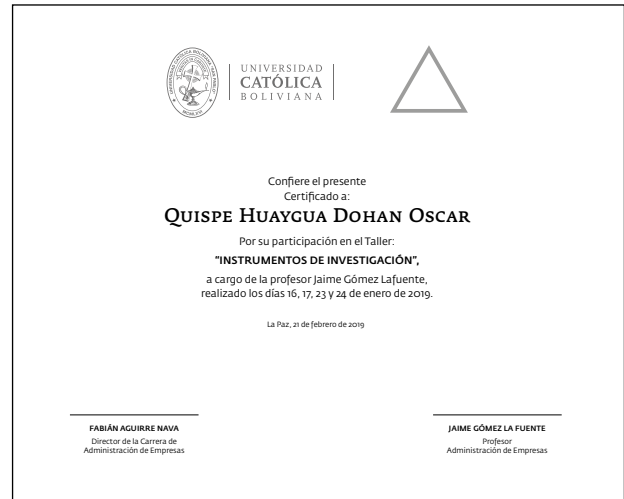 UNIVERSIDAD
CATÓLICA
BOLIVIANA
Confiere el presente
Certificado a:
Quispe Huaygua Dohan Oscar
Por su participación en el Taller:
"INSTRUMENTOS DE INVESTIGACIÓN",
a cargo de la profesor Jaime Gómez Lafuente,
realizado los días 16, 17, 23 y 24 de enero de 2019.
La Paz, 21 de febrero de 2019
FABIÁN AGUIRRE NAVA
Director de la Carrera de
Administración de Empresas
JAIME GÓMEZ LA FUENTE
Profesor
Administración de Empresas